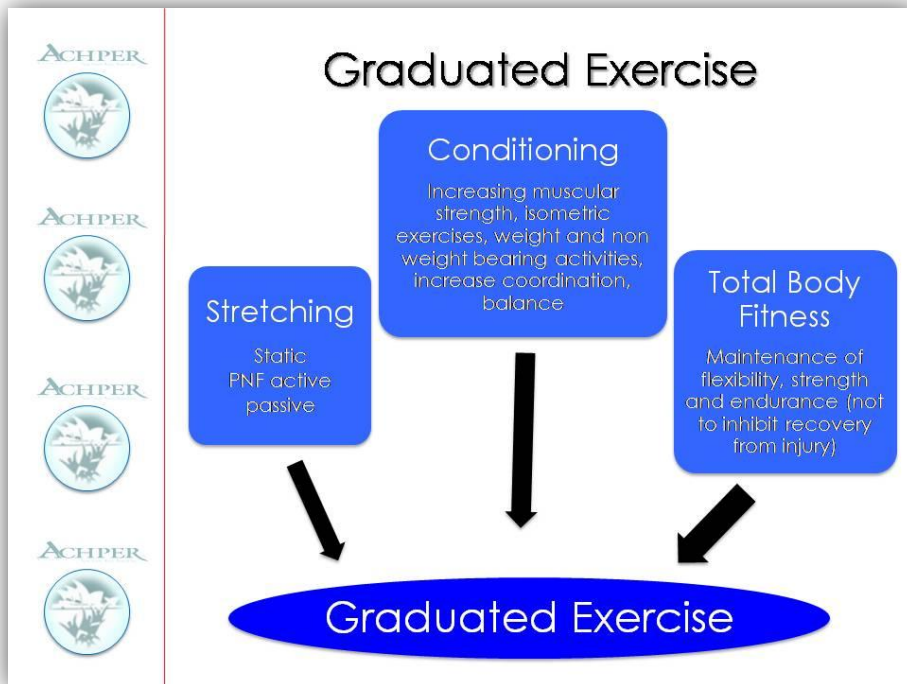 ACHPER
ACHPER
ACHPER
ACHPER
Graduated Exercise
Stretching
Static
PNF active
passive
Conditioning
Increasing muscular
strength, isometric
exercises, weight and non
weight bearing activities,
increase coordination,
balance
Total Body
Fitness
Maintenance of
flexibility, strength
and endurance (not
to inhibit recovery
from injury)
Graduated Exercise